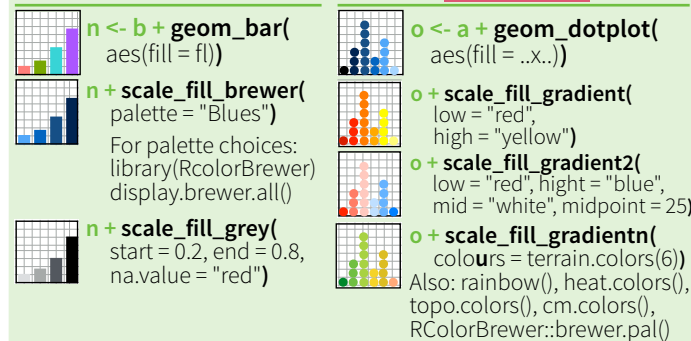 n <- b + geom_bar(
aes(fill = fl))
n + scale_fill_brewer(
palette = "Blues")
For palette choices:
library(RcolorBrewer)
display.brewer.all()
n + scale_fill_grey(
start = 0.2, end = 0.8,
na.value = "red")
o <- a + geom_dotplot(
aes(fill = ..x..))
o + scale_fill_gradient(
low = "red",
high = "yellow")
o + scale_fill_gradient2(
low = "red", hight = "blue",
mid = "white", midpoint = 25)
o + scale_fill_gradientn(
colours = terrain.colors(6))
Also: rainbow(), heat.colors(),
topo.colors(), cm.colors(),
RColorBrewer::brewer.pal()